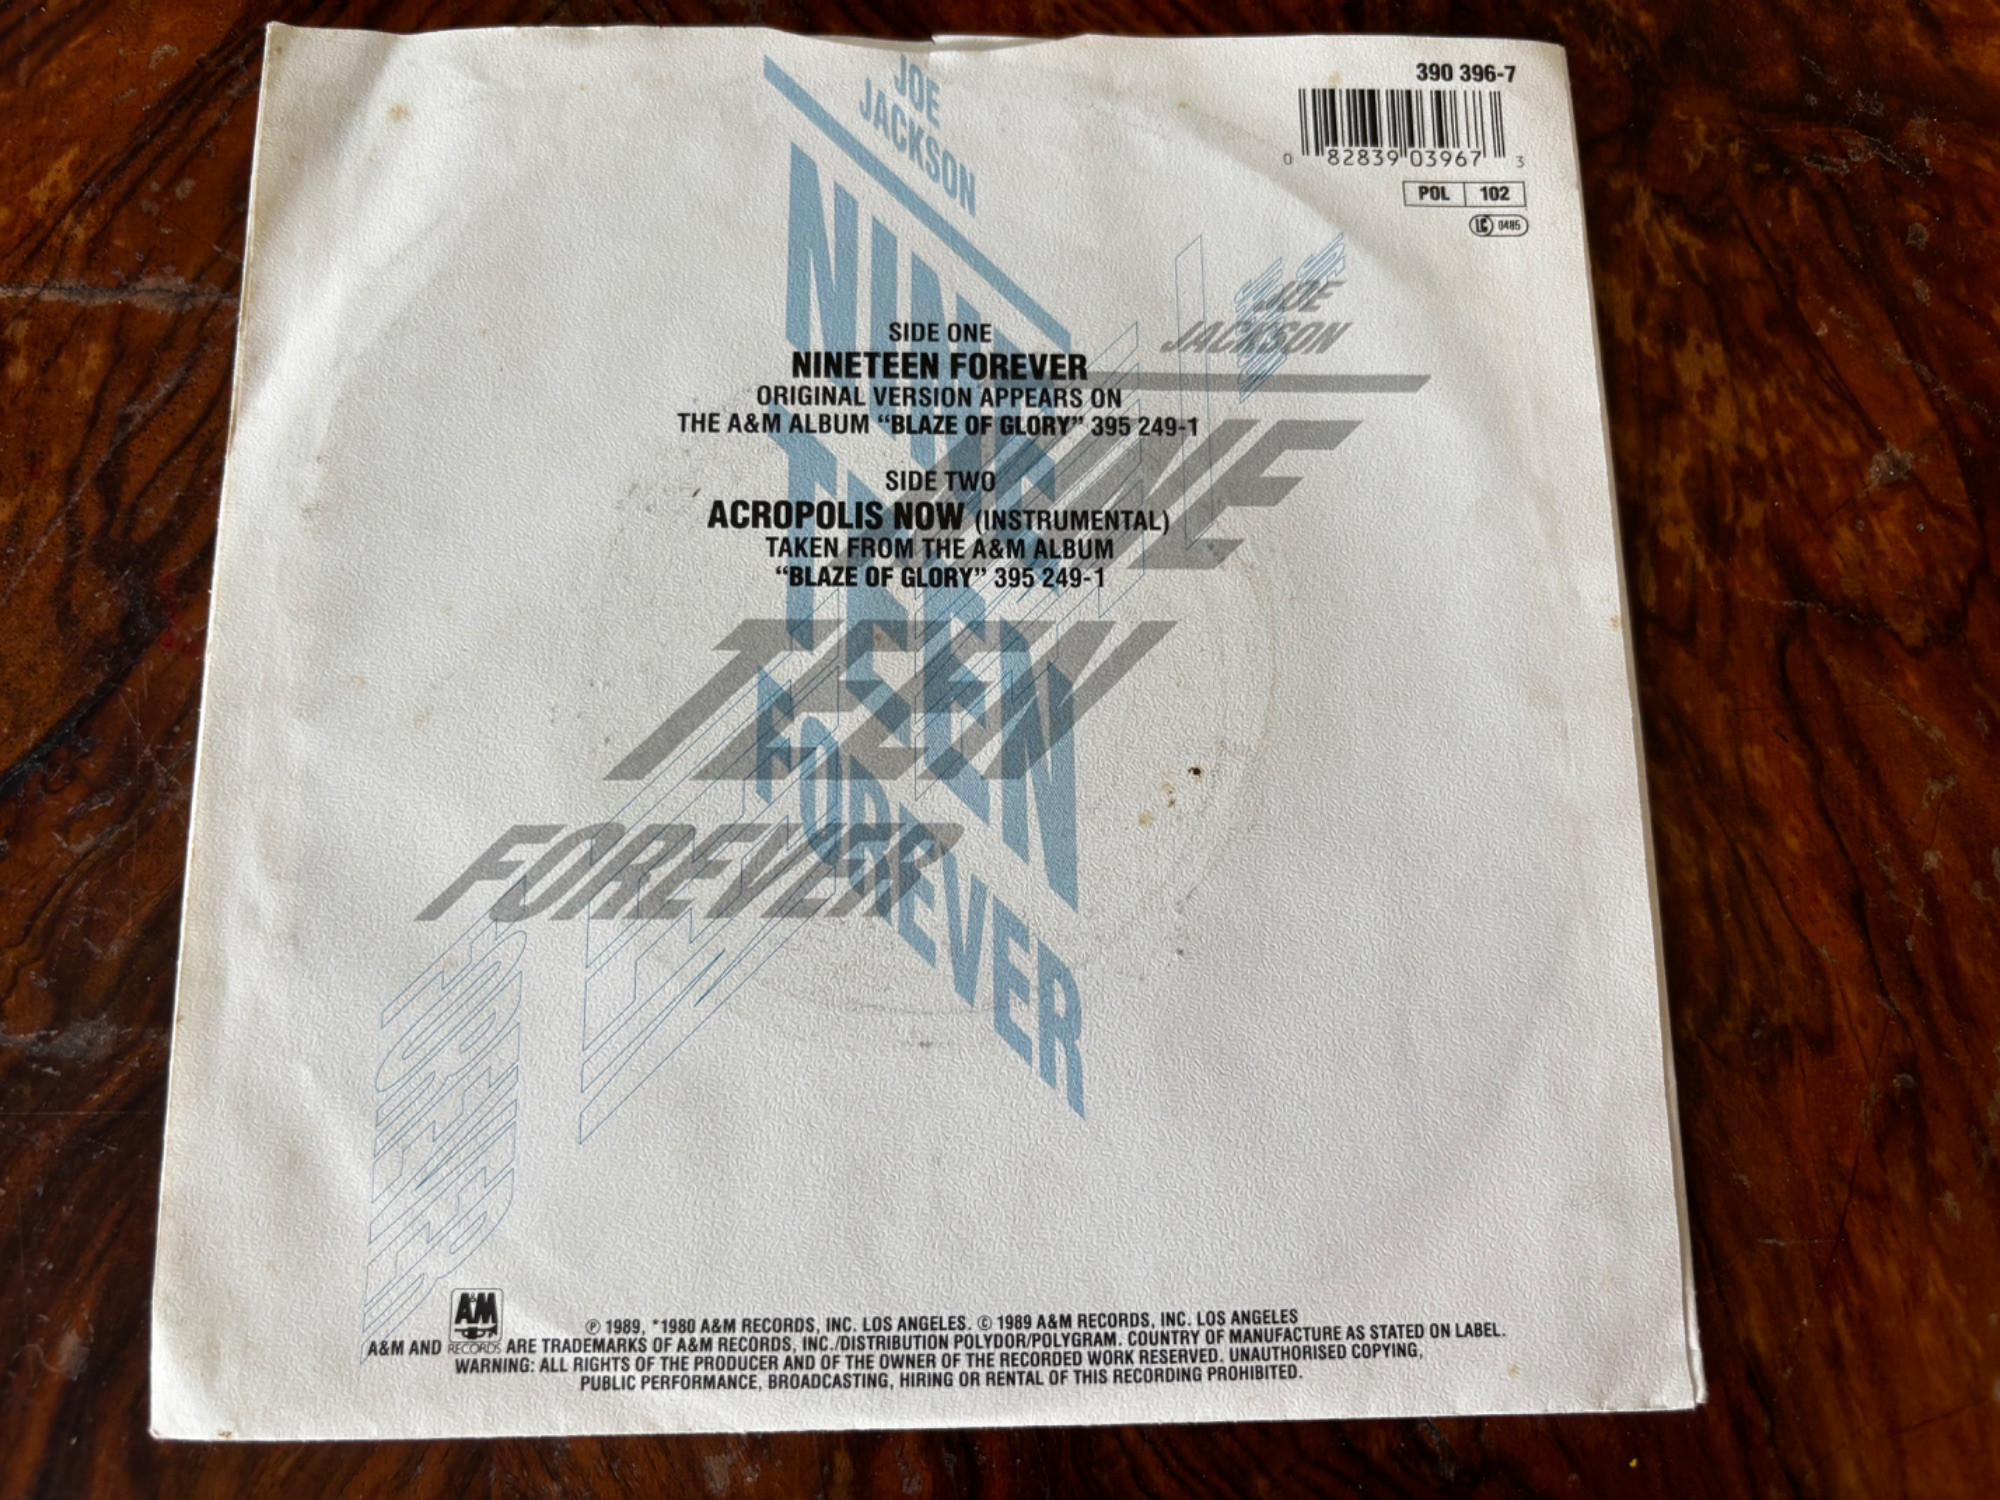 390 396-7
0 82839 03967 3
POL 102
LC 0485
JOE
JACKSON
NINE
TEEN
FOREVER
JOE
JACKSON
NINE
TEEN
FOREVER
SIDE ONE
NINETEEN FOREVER
ORIGINAL VERSION APPEARS ON
THE A&M ALBUM “BLAZE OF GLORY” 395 249-1
SIDE TWO
ACROPOLIS NOW (INSTRUMENTAL)
TAKEN FROM THE A&M ALBUM
“BLAZE OF GLORY” 395 249-1
A&M
RECORDS
℗ 1989, *1980 A&M RECORDS, INC. LOS ANGELES. © 1989 A&M RECORDS, INC. LOS ANGELES
A&M AND ARE TRADEMARKS OF A&M RECORDS, INC./DISTRIBUTION POLYDOR/POLYGRAM. COUNTRY OF MANUFACTURE AS STATED ON LABEL.
WARNING: ALL RIGHTS OF THE PRODUCER AND OF THE OWNER OF THE RECORDED WORK RESERVED. UNAUTHORISED COPYING,
PUBLIC PERFORMANCE, BROADCASTING, HIRING OR RENTAL OF THIS RECORDING PROHIBITED.